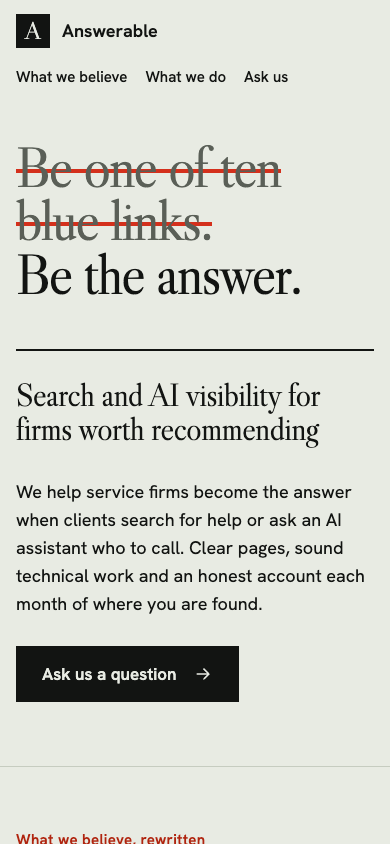 A Answerable
What we believe What we do Ask us
Be one of ten
blue links.
Be the answer.
Search and AI visibility for
firms worth recommending
We help service firms become the answer
when clients search for help or ask an AI
assistant who to call. Clear pages, sound
technical work and an honest account each
month of where you are found.
Ask us a question →
What we believe, rewritten